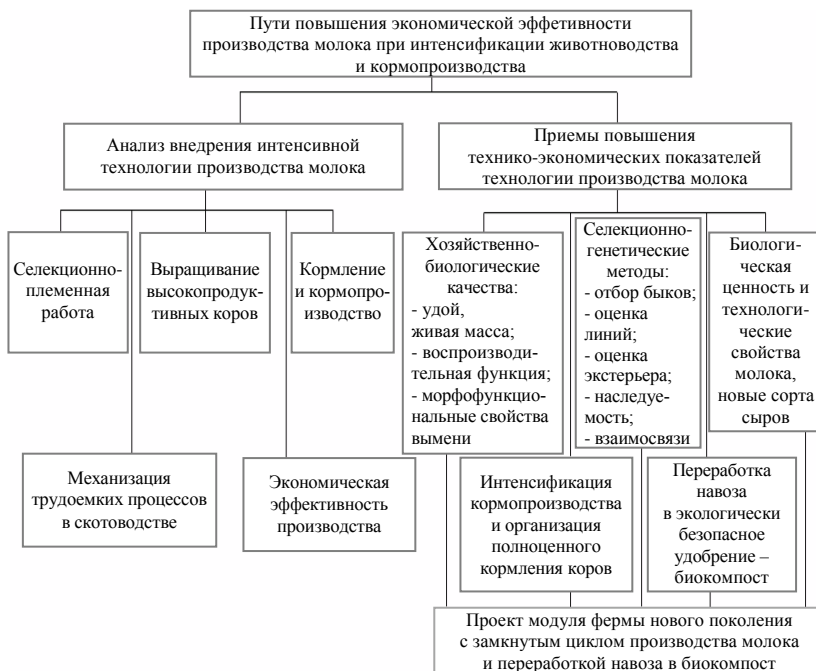 Пути повышения экономической эффетивности
производства молока при интенсификации животноводства
и кормопроизводства
Анализ внедрения интенсивной
технологии производства молока
Приемы повышения
технико-экономических показателей
технологии производства молока
Селекционно-
племенная
работа
Выращивание
высокопродук-
тивных коров
Кормление
и кормопро-
изводство
Хозяйственно-
биологические
качества:
- удой,
живая масса;
- воспроизводи-
тельная функция;
- морфофункцио-
нальные свойства
вымени
Селекционно-
генетические
методы:
- отбор быков;
- оценка
линий;
- оценка
экстерьера;
- наследуе-
мость;
- взаимосвязи
Биологи-
ческая
ценность и
технологи-
ческие
свойства
молока,
новые сорта
сыров
Механизация
трудоемких процессов
в скотоводстве
Экономическая
эффективность
производства
Интенсификация
кормопроизводства
и организация
полноценного
кормления коров
Переработка
навоза
в экологически
безопасное
удобрение –
биокомпост
Проект модуля фермы нового поколения
с замкнутым циклом производства молока
и переработкой навоза в биокомпост